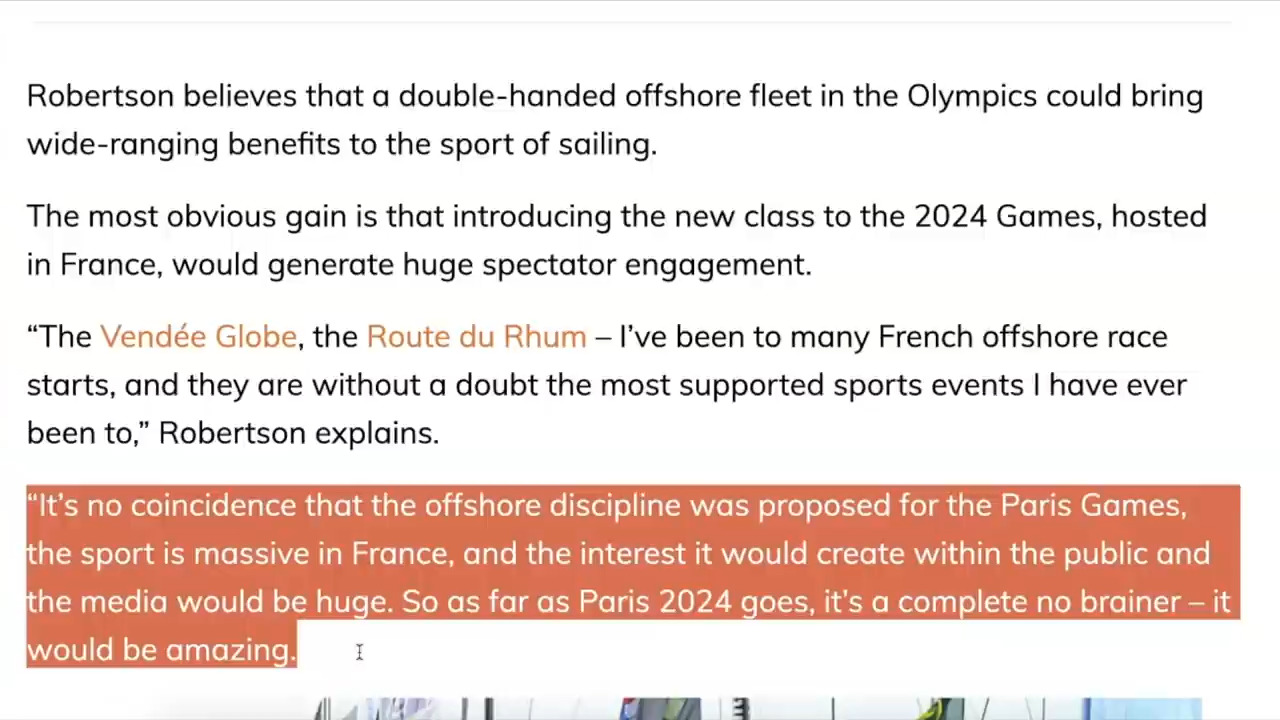 Robertson believes that a double-handed offshore fleet in the Olympics could bring
wide-ranging benefits to the sport of sailing.
The most obvious gain is that introducing the new class to the 2024 Games, hosted
in France, would generate huge spectator engagement.
“The Vendée Globe, the Route du Rhum – I’ve been to many French offshore race
starts, and they are without a doubt the most supported sports events I have ever
been to,” Robertson explains.
“It’s no coincidence that the offshore discipline was proposed for the Paris Games,
the sport is massive in France, and the interest it would create within the public and
the media would be huge. So as far as Paris 2024 goes, it’s a complete no brainer – it
would be amazing.